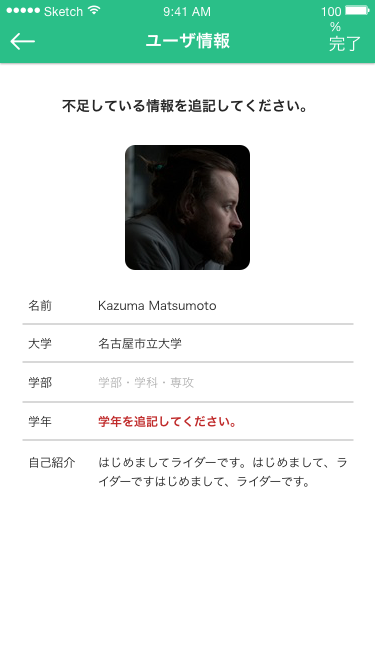 Sketch 9:41 AM 100
%
ユーザ情報 完了
不足している情報を追記してください。
名前 Kazuma Matsumoto
大学 名古屋市立大学
学部 学部・学科・専攻
学年 学年を追記してください。
自己紹介 はじめましてライダーです。はじめまして、ラ
イダーですはじめまして、ライダーです。